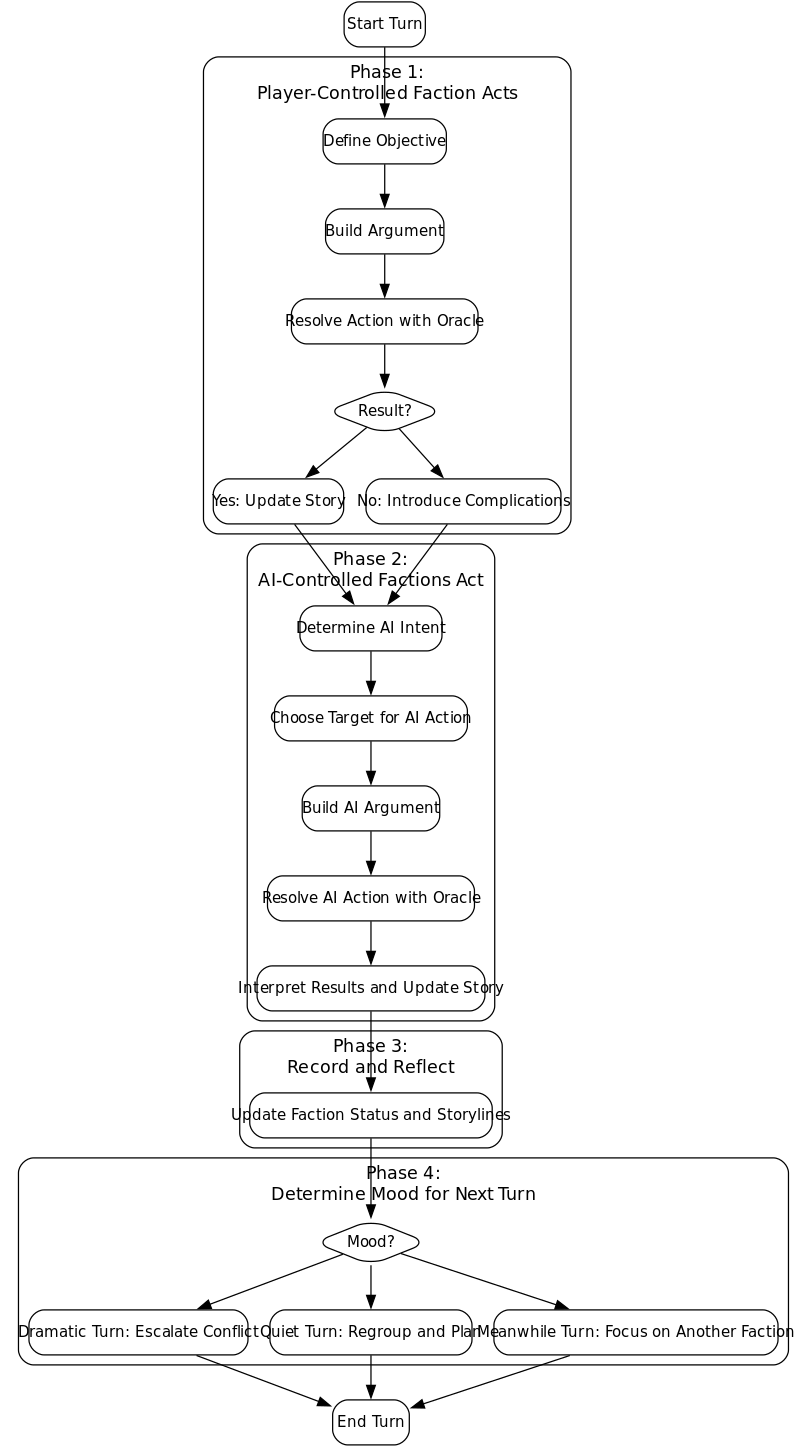 Start Turn
Phase 1:
Player-Controlled Faction Acts
Define Objective
Build Argument
Resolve Action with Oracle
Result?
Yes: Update Story
No: Introduce Complications
Phase 2:
AI-Controlled Factions Act
Determine AI Intent
Choose Target for AI Action
Build AI Argument
Resolve AI Action with Oracle
Interpret Results and Update Story
Phase 3:
Record and Reflect
Update Faction Status and Storylines
Phase 4:
Determine Mood for Next Turn
Mood?
Dramatic Turn: Escalate Conflict
Quiet Turn: Regroup and Plan
Meanwhile Turn: Focus on Another Faction
End Turn